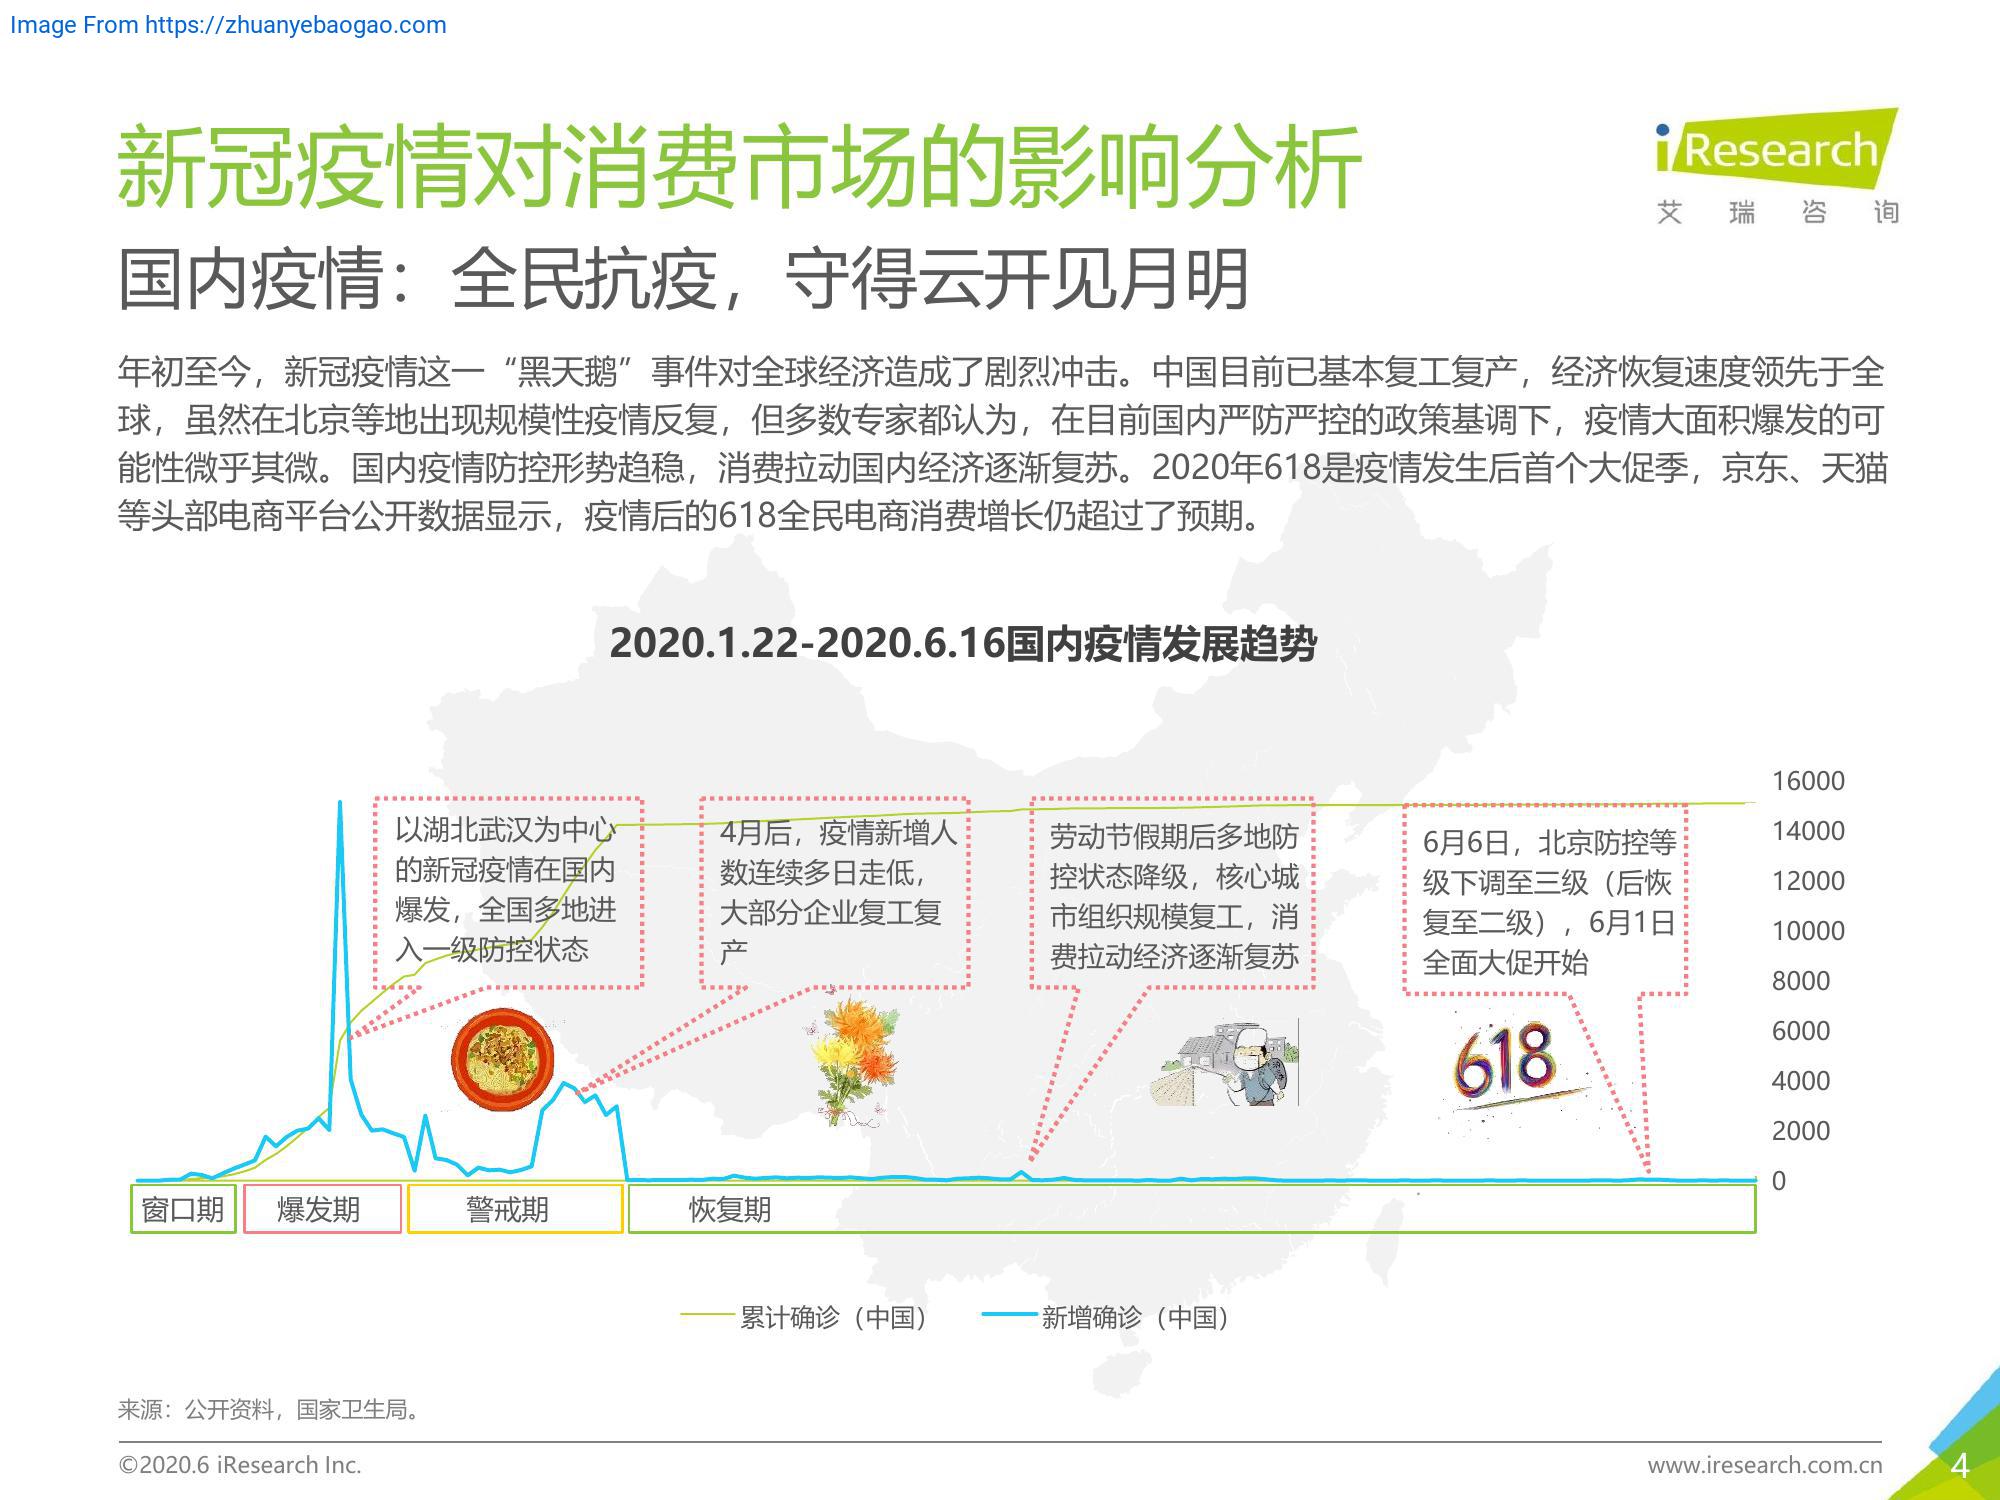 Image From https://zhuanyebaogao.com
iResearch
艾瑞咨询
新冠疫情对消费市场的影响分析
国内疫情：全民抗疫，守得云开见月明
年初至今，新冠疫情这一“黑天鹅”事件对全球经济造成了剧烈冲击。中国目前已基本复工复产，经济恢复速度领先于全
球，虽然在北京等地出现规模性疫情反复，但多数专家都认为，在目前国内严防严控的政策基调下，疫情大面积爆发的可
能性微乎其微。国内疫情防控形势趋稳，消费拉动国内经济逐渐复苏。2020年618是疫情发生后首个大促季，京东、天猫
等头部电商平台公开数据显示，疫情后的618全民电商消费增长仍超过了预期。
2020.1.22-2020.6.16国内疫情发展趋势
以湖北武汉为中心
的新冠疫情在国内
爆发，全国多地进
入一级防控状态
4月后，疫情新增人
数连续多日走低，
大部分企业复工复
产
劳动节假期后多地防
控状态降级，核心城
市组织规模复工，消
费拉动经济逐渐复苏
6月6日，北京防控等
级下调至三级（后恢
复至二级），6月1日
全面大促开始
618
16000
14000
12000
10000
8000
6000
4000
2000
0
窗口期
爆发期
警戒期
恢复期
累计确诊（中国）
新增确诊（中国）
来源：公开资料，国家卫生局。
©2020.6 iResearch Inc.
www.iresearch.com.cn
4